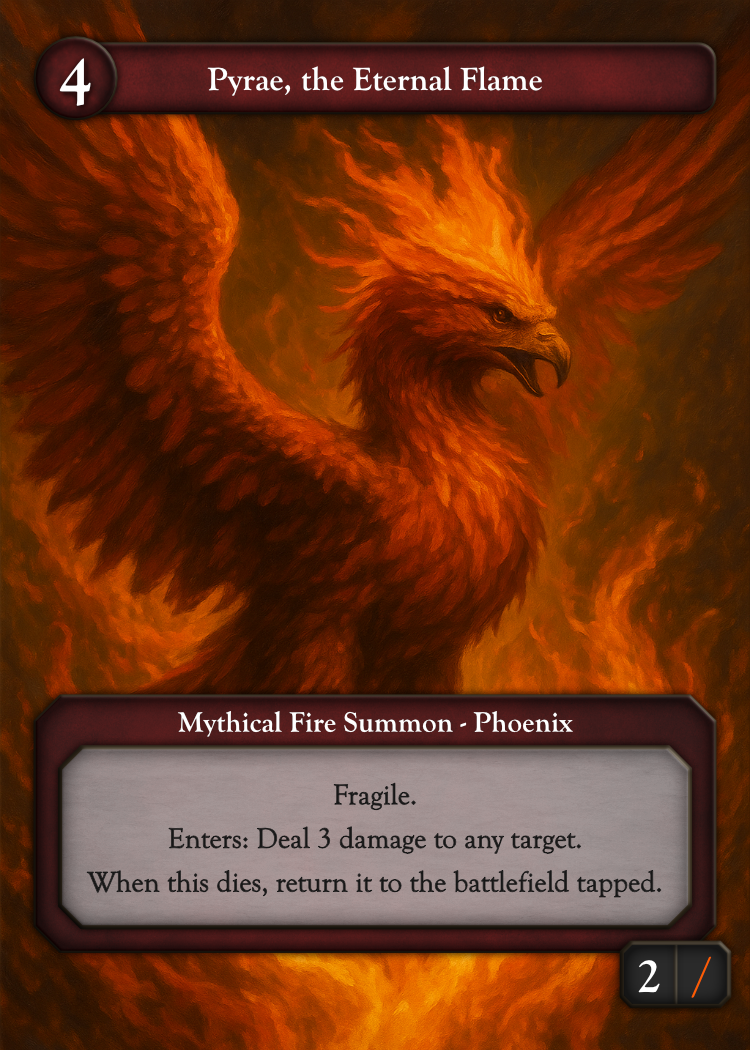 4
Pyrae, the Eternal Flame
Mythical Fire Summon - Phoenix
Fragile.
Enters: Deal 3 damage to any target.
When this dies, return it to the battlefield tapped.
2 /